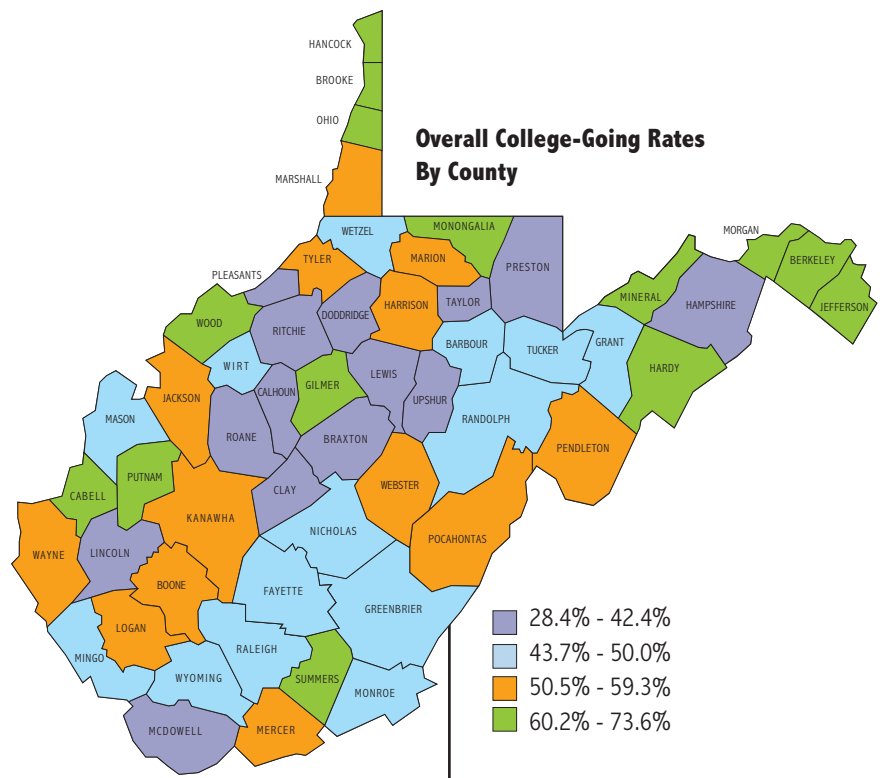 HANCOCK
BROOKE
OHIO
Overall College-Going Rates
By County
MARSHALL
WETZEL
MONONGALIA
MORGAN
TYLER
MARION
BERKELEY
PRESTON
PLEASANTS
MINERAL
HAMPSHIRE
JEFFERSON
WOOD
RITCHIE
DODDRIDGE
HARRISON
TAYLOR
BARBOUR
TUCKER
GRANT
HARDY
WIRT
CALHOUN
GILMER
LEWIS
UPSHUR
JACKSON
MASON
ROANE
BRAXTON
RANDOLPH
PENDLETON
PUTNAM
CABELL
CLAY
WEBSTER
KANAWHA
NICHOLAS
POCAHONTAS
WAYNE
LINCOLN
BOONE
FAYETTE
GREENBRIER
LOGAN
RALEIGH
MINGO
WYOMING
SUMMERS
MONROE
MCDOWELL
MERCER
28.4% - 42.4%
43.7% - 50.0%
50.5% - 59.3%
60.2% - 73.6%